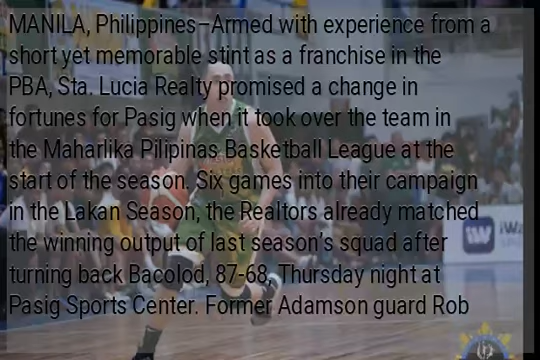 MANILA, Philippines–Armed with experience from a
short yet memorable stint as a franchise in the
PBA, Sta. Lucia Realty promised a change in
fortunes for Pasig when it took over the team in
the Maharlika Pilipinas Basketball League at the
start of the season. Six games into their campaign
in the Lakan Season, the Realtors already matched
the winning output of last season's squad after
turning back Bacolod, 87-68, Thursday night at
Pasig Sports Center. Former Adamson guard Rob